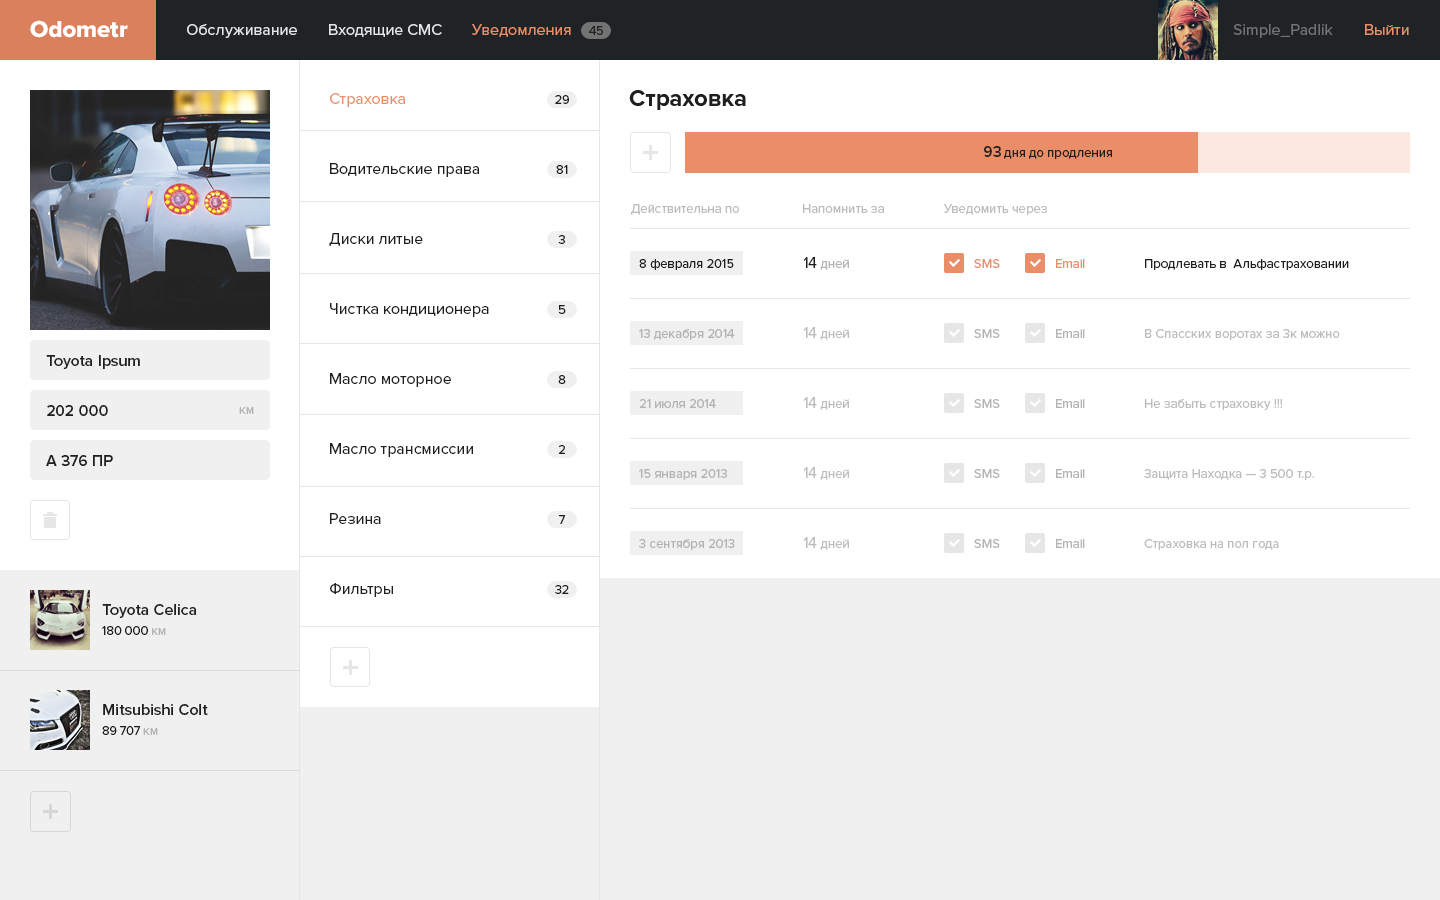 Odometr
Обслуживание
Входящие СМС
Уведомления 45
Simple_Padlik
Выйти
Toyota Ipsum
202 000 км
А 376 ПР
Toyota Celica
180 000 км
Mitsubishi Colt
89 707 км
Страховка 29
Водительские права 81
Диски литые 3
Чистка кондиционера 5
Масло моторное 8
Масло трансмиссии 2
Резина 7
Фильтры 32
Страховка
93 дня до продления
Действительна по Напомнить за Уведомить через
8 февраля 2015 14 дней SMS Email Продлевать в Альфастраховании
13 декабря 2014 14 дней SMS Email В Спасских воротах за 3к можно
21 июля 2014 14 дней SMS Email Не забыть страховку !!!
15 января 2013 14 дней SMS Email Защита Находка — 3 500 т.р.
3 сентября 2013 14 дней SMS Email Страховка на пол года